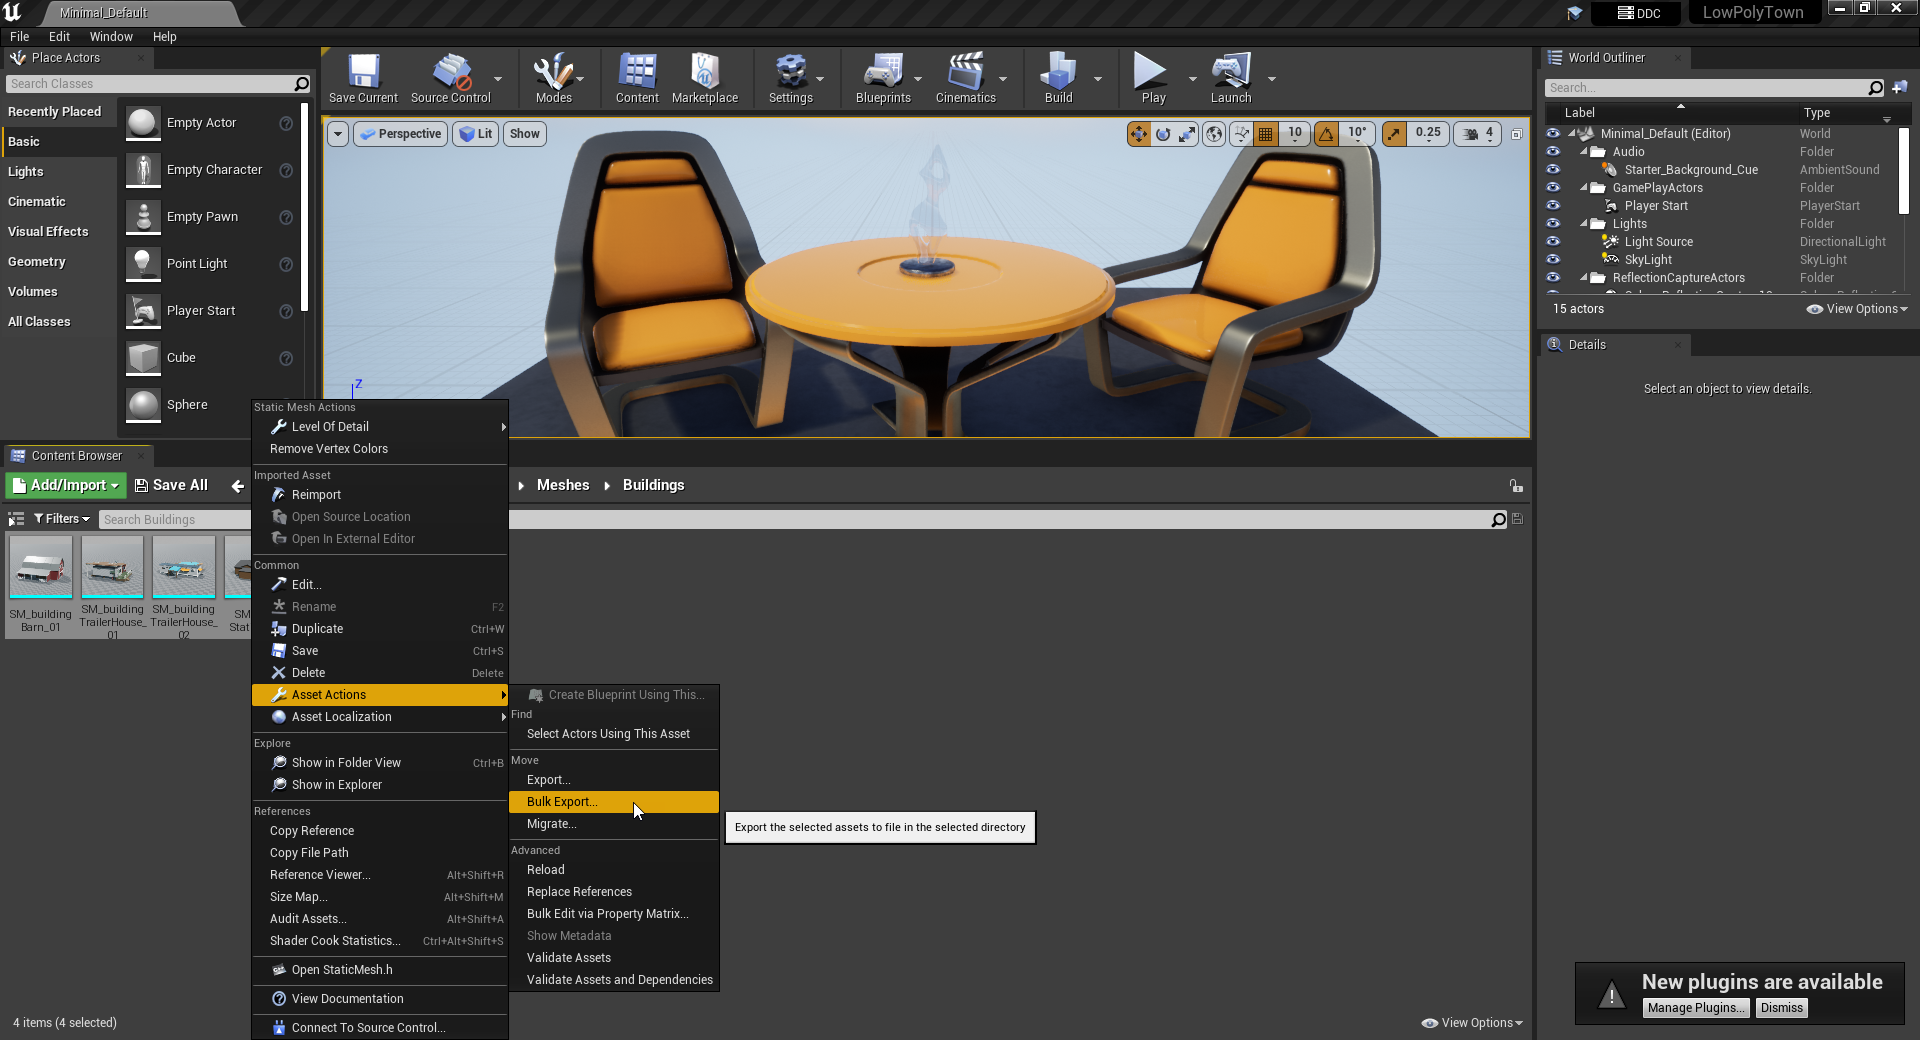 Minimal_Default
DDC
LowPolyTown
File Edit Window Help
Place Actors
Search Classes
Recently Placed
Basic
Lights
Cinematic
Visual Effects
Geometry
Volumes
All Classes
Empty Actor
Empty Character
Empty Pawn
Point Light
Player Start
Cube
Sphere
Save Current
Source Control
Modes
Content
Marketplace
Settings
Blueprints
Cinematics
Build
Play
Launch
Perspective
Lit
Show
10
10°
0.25
4
Z
World Outliner
Search...
Label Type
Minimal_Default (Editor) World
Audio Folder
Starter_Background_Cue AmbientSound
GamePlayActors Folder
Player Start PlayerStart
Lights Folder
Light Source DirectionalLight
SkyLight SkyLight
ReflectionCaptureActors Folder
15 actors
View Options
Details
Select an object to view details.
Content Browser
Add/Import
Save All
Meshes
Buildings
Filters
Search Buildings
SM_building
Barn_01
SM_building
TrailerHouse_
01
SM_building
TrailerHouse_
02
SM
Stat
4 items (4 selected)
Static Mesh Actions
Level Of Detail
Remove Vertex Colors
Imported Asset
Reimport
Open Source Location
Open In External Editor
Common
Edit...
Rename F2
Duplicate Ctrl+W
Save Ctrl+S
Delete Delete
Asset Actions
Asset Localization
Explore
Show in Folder View Ctrl+B
Show in Explorer
References
Copy Reference
Copy File Path
Reference Viewer... Alt+Shift+R
Size Map... Alt+Shift+M
Audit Assets... Alt+Shift+A
Shader Cook Statistics... Ctrl+Alt+Shift+S
Open StaticMesh.h
View Documentation
Connect To Source Control...
Create Blueprint Using This...
Find
Select Actors Using This Asset
Move
Export...
Bulk Export...
Migrate...
Advanced
Reload
Replace References
Bulk Edit via Property Matrix...
Show Metadata
Validate Assets
Validate Assets and Dependencies
Export the selected assets to file in the selected directory
View Options
New plugins are available
Manage Plugins...
Dismiss